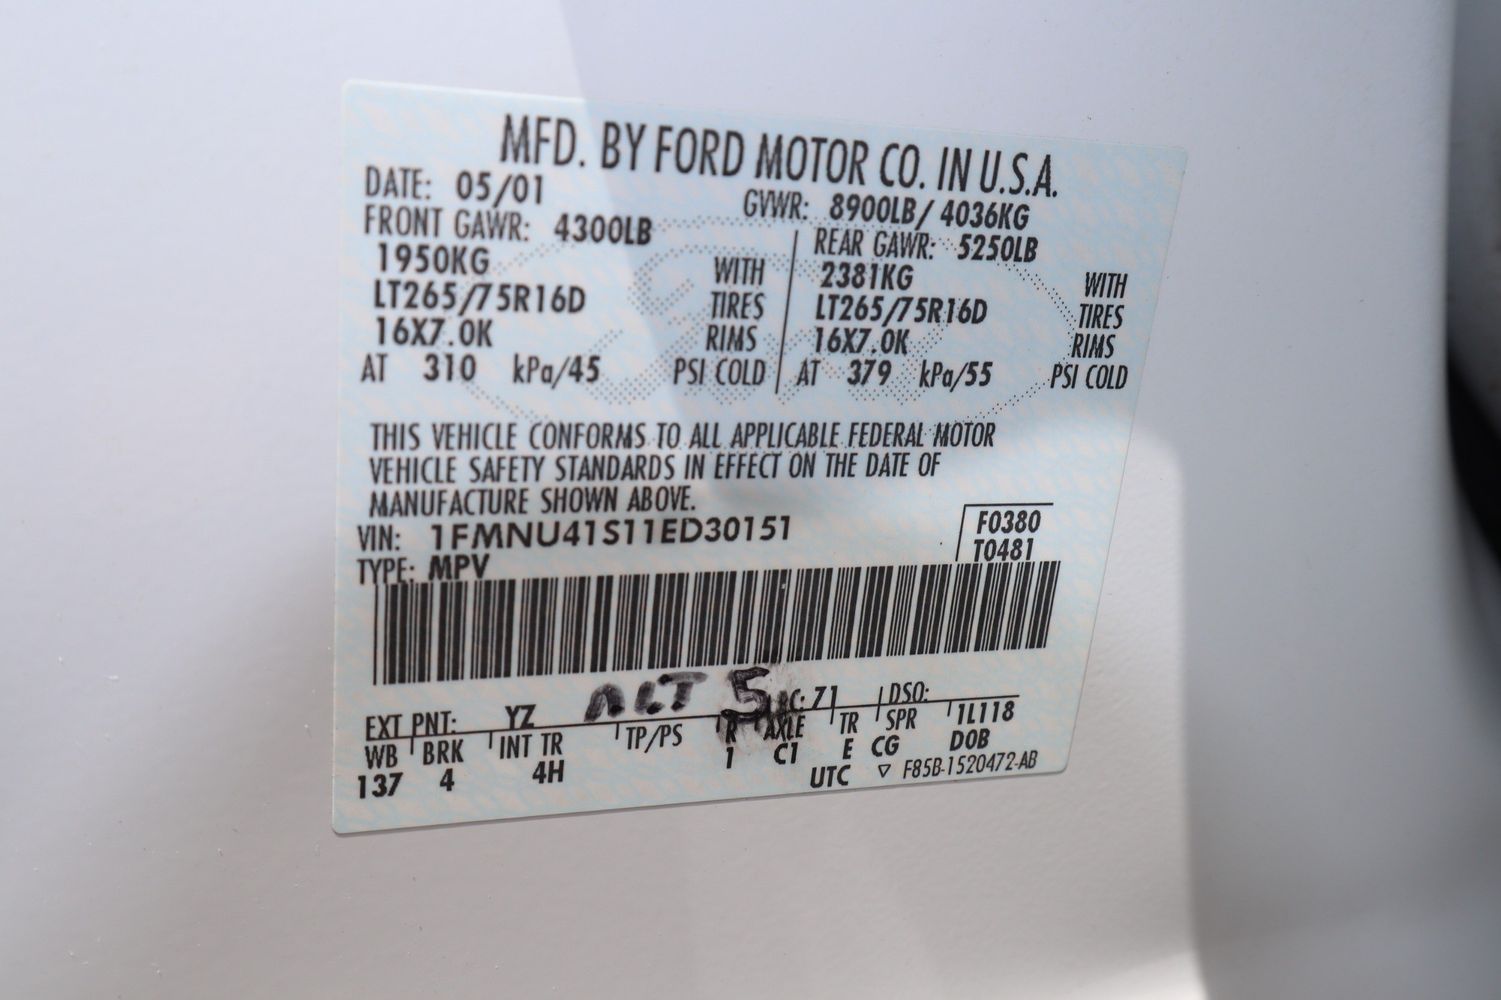 MFD. BY FORD MOTOR CO. IN U.S.A.
DATE: 05/01 GVWR: 8900LB/ 4036KG
FRONT GAWR: 4300LB REAR GAWR: 5250LB
1950KG WITH 2381KG WITH
LT265/75R16D TIRES LT265/75R16D TIRES
16X7.0K RIMS 16X7.0K RIMS
AT 310 kPa/45 PSI COLD AT 379 kPa/55 PSI COLD
THIS VEHICLE CONFORMS TO ALL APPLICABLE FEDERAL MOTOR
VEHICLE SAFETY STANDARDS IN EFFECT ON THE DATE OF
MANUFACTURE SHOWN ABOVE.
VIN: 1FMNU41S11ED30151 F0380
TYPE: MPV T0481
ALT 5
EXT PNT: YZ C: 71 DSO:
WB BRK INT TR TP/PS R AXLE TR SPR 1L118
137 4 4H 1 C1 E CG DOB
UTC ▽ F85B-1520472-AB